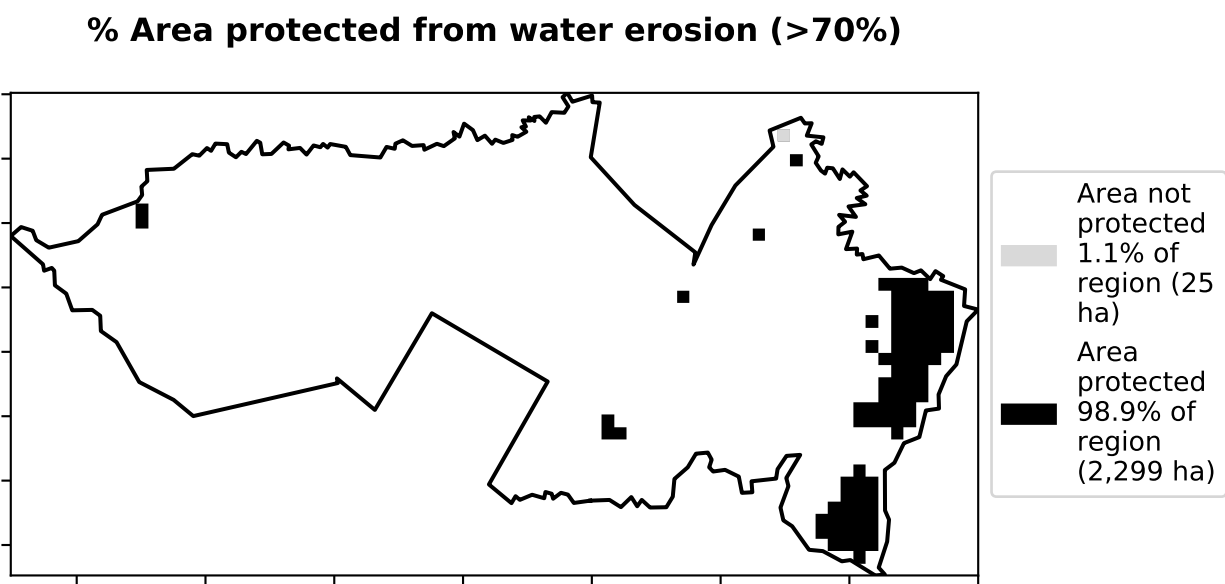 % Area protected from water erosion (>70%)
Area not
protected
1.1% of
region (25
ha)
Area
protected
98.9% of
region
(2,299 ha)